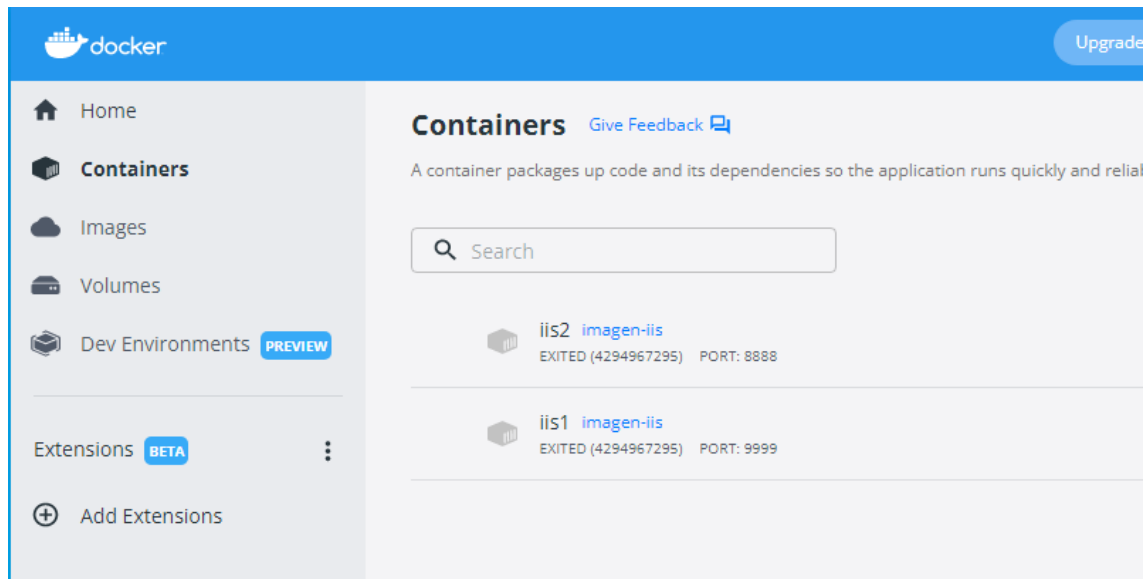 docker
Upgrade
Home
Containers
Images
Volumes
Dev Environments PREVIEW
Extensions BETA
Add Extensions
Containers Give Feedback
A container packages up code and its dependencies so the application runs quickly and
Search
iis2 imagen-iis
EXITED (4294967295) PORT: 8888
iis1 imagen-iis
EXITED (4294967295) PORT: 9999